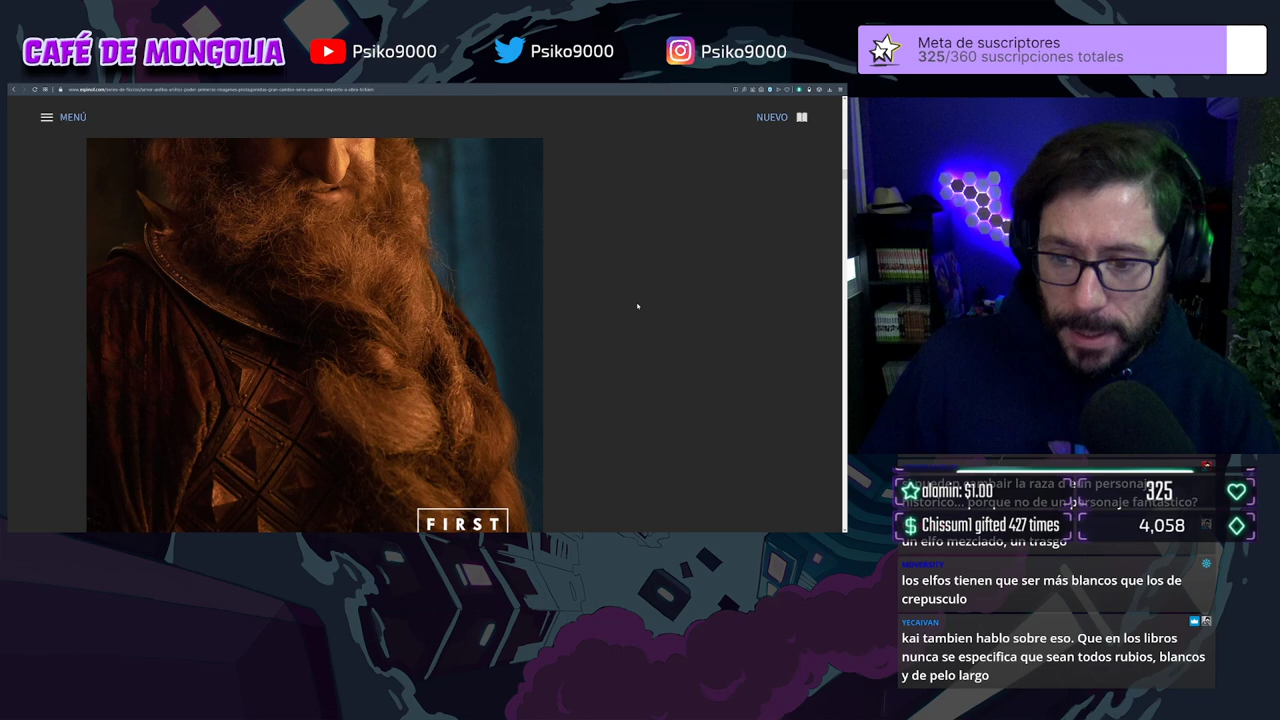 CAFÉ DE MONGOLIA
Psiko9000
Psiko9000
Psiko9000
Meta de suscriptores
325/360 suscripciones totales
MENÚ
NUEVO
FIRST
alamin: $1.00
325
Chissum1 gifted 427 times
4,058
un elfo mezclado, un trasgo
los elfos tienen que ser más blancos que los de
crepusculo
YECAIVAN
kai tambien hablo sobre eso. Que en los libros
nunca se especifica que sean todos rubios, blancos
y de pelo largo